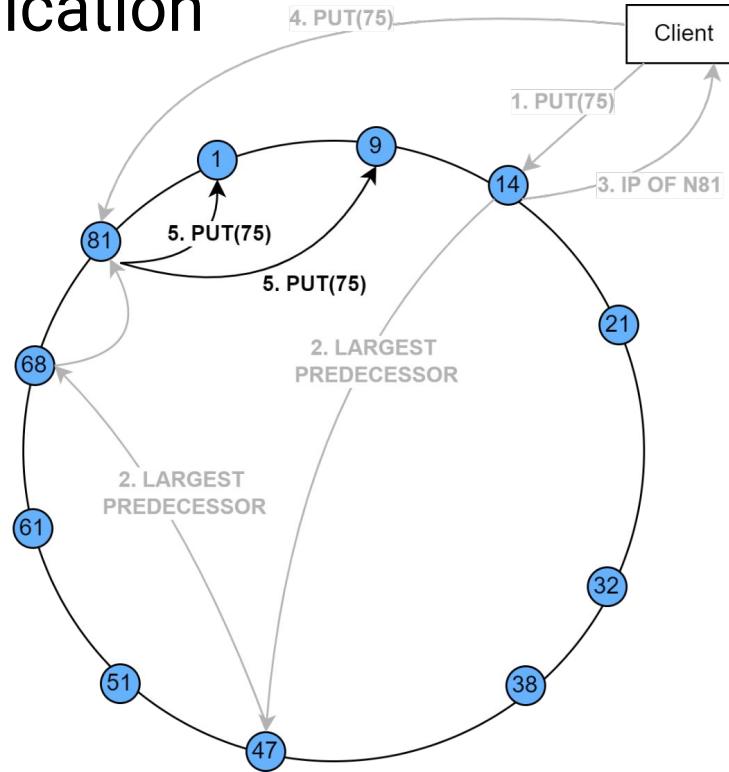 ication
4. PUT(75)
Client
1. PUT(75)
9
1
14
3. IP OF N81
5. PUT(75)
81
5. PUT(75)
21
2. LARGEST
PREDECESSOR
68
2. LARGEST
PREDECESSOR
61
32
51
38
47